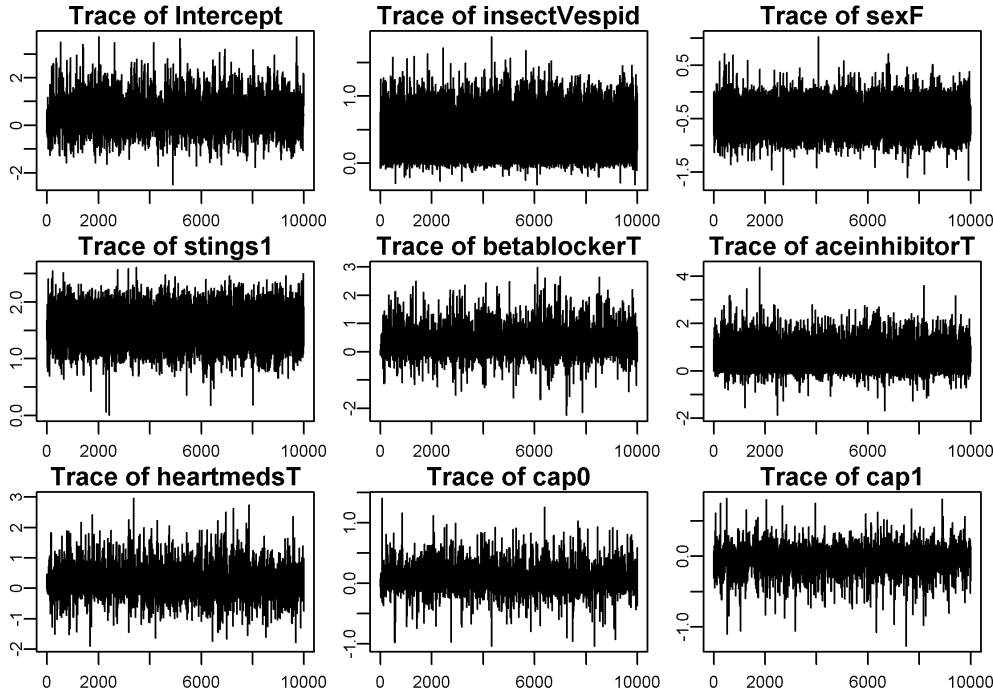 Trace of Intercept
-2 0 2
0 2000 6000 10000
Trace of insectVespid
0.0 1.0
0 2000 6000 10000
Trace of sexF
-1.5 -0.5 0.5
0 2000 6000 10000
Trace of stings1
0.0 1.0 2.0
0 2000 6000 10000
Trace of betablockerT
-2 0 1 2 3
0 2000 6000 10000
Trace of aceinhibitorT
-2 0 2 4
0 2000 6000 10000
Trace of heartmedsT
-2 -1 0 1 2 3
0 2000 6000 10000
Trace of cap0
-1.0 0.0 1.0
0 2000 6000 10000
Trace of cap1
-1.0 0.0
0 2000 6000 10000